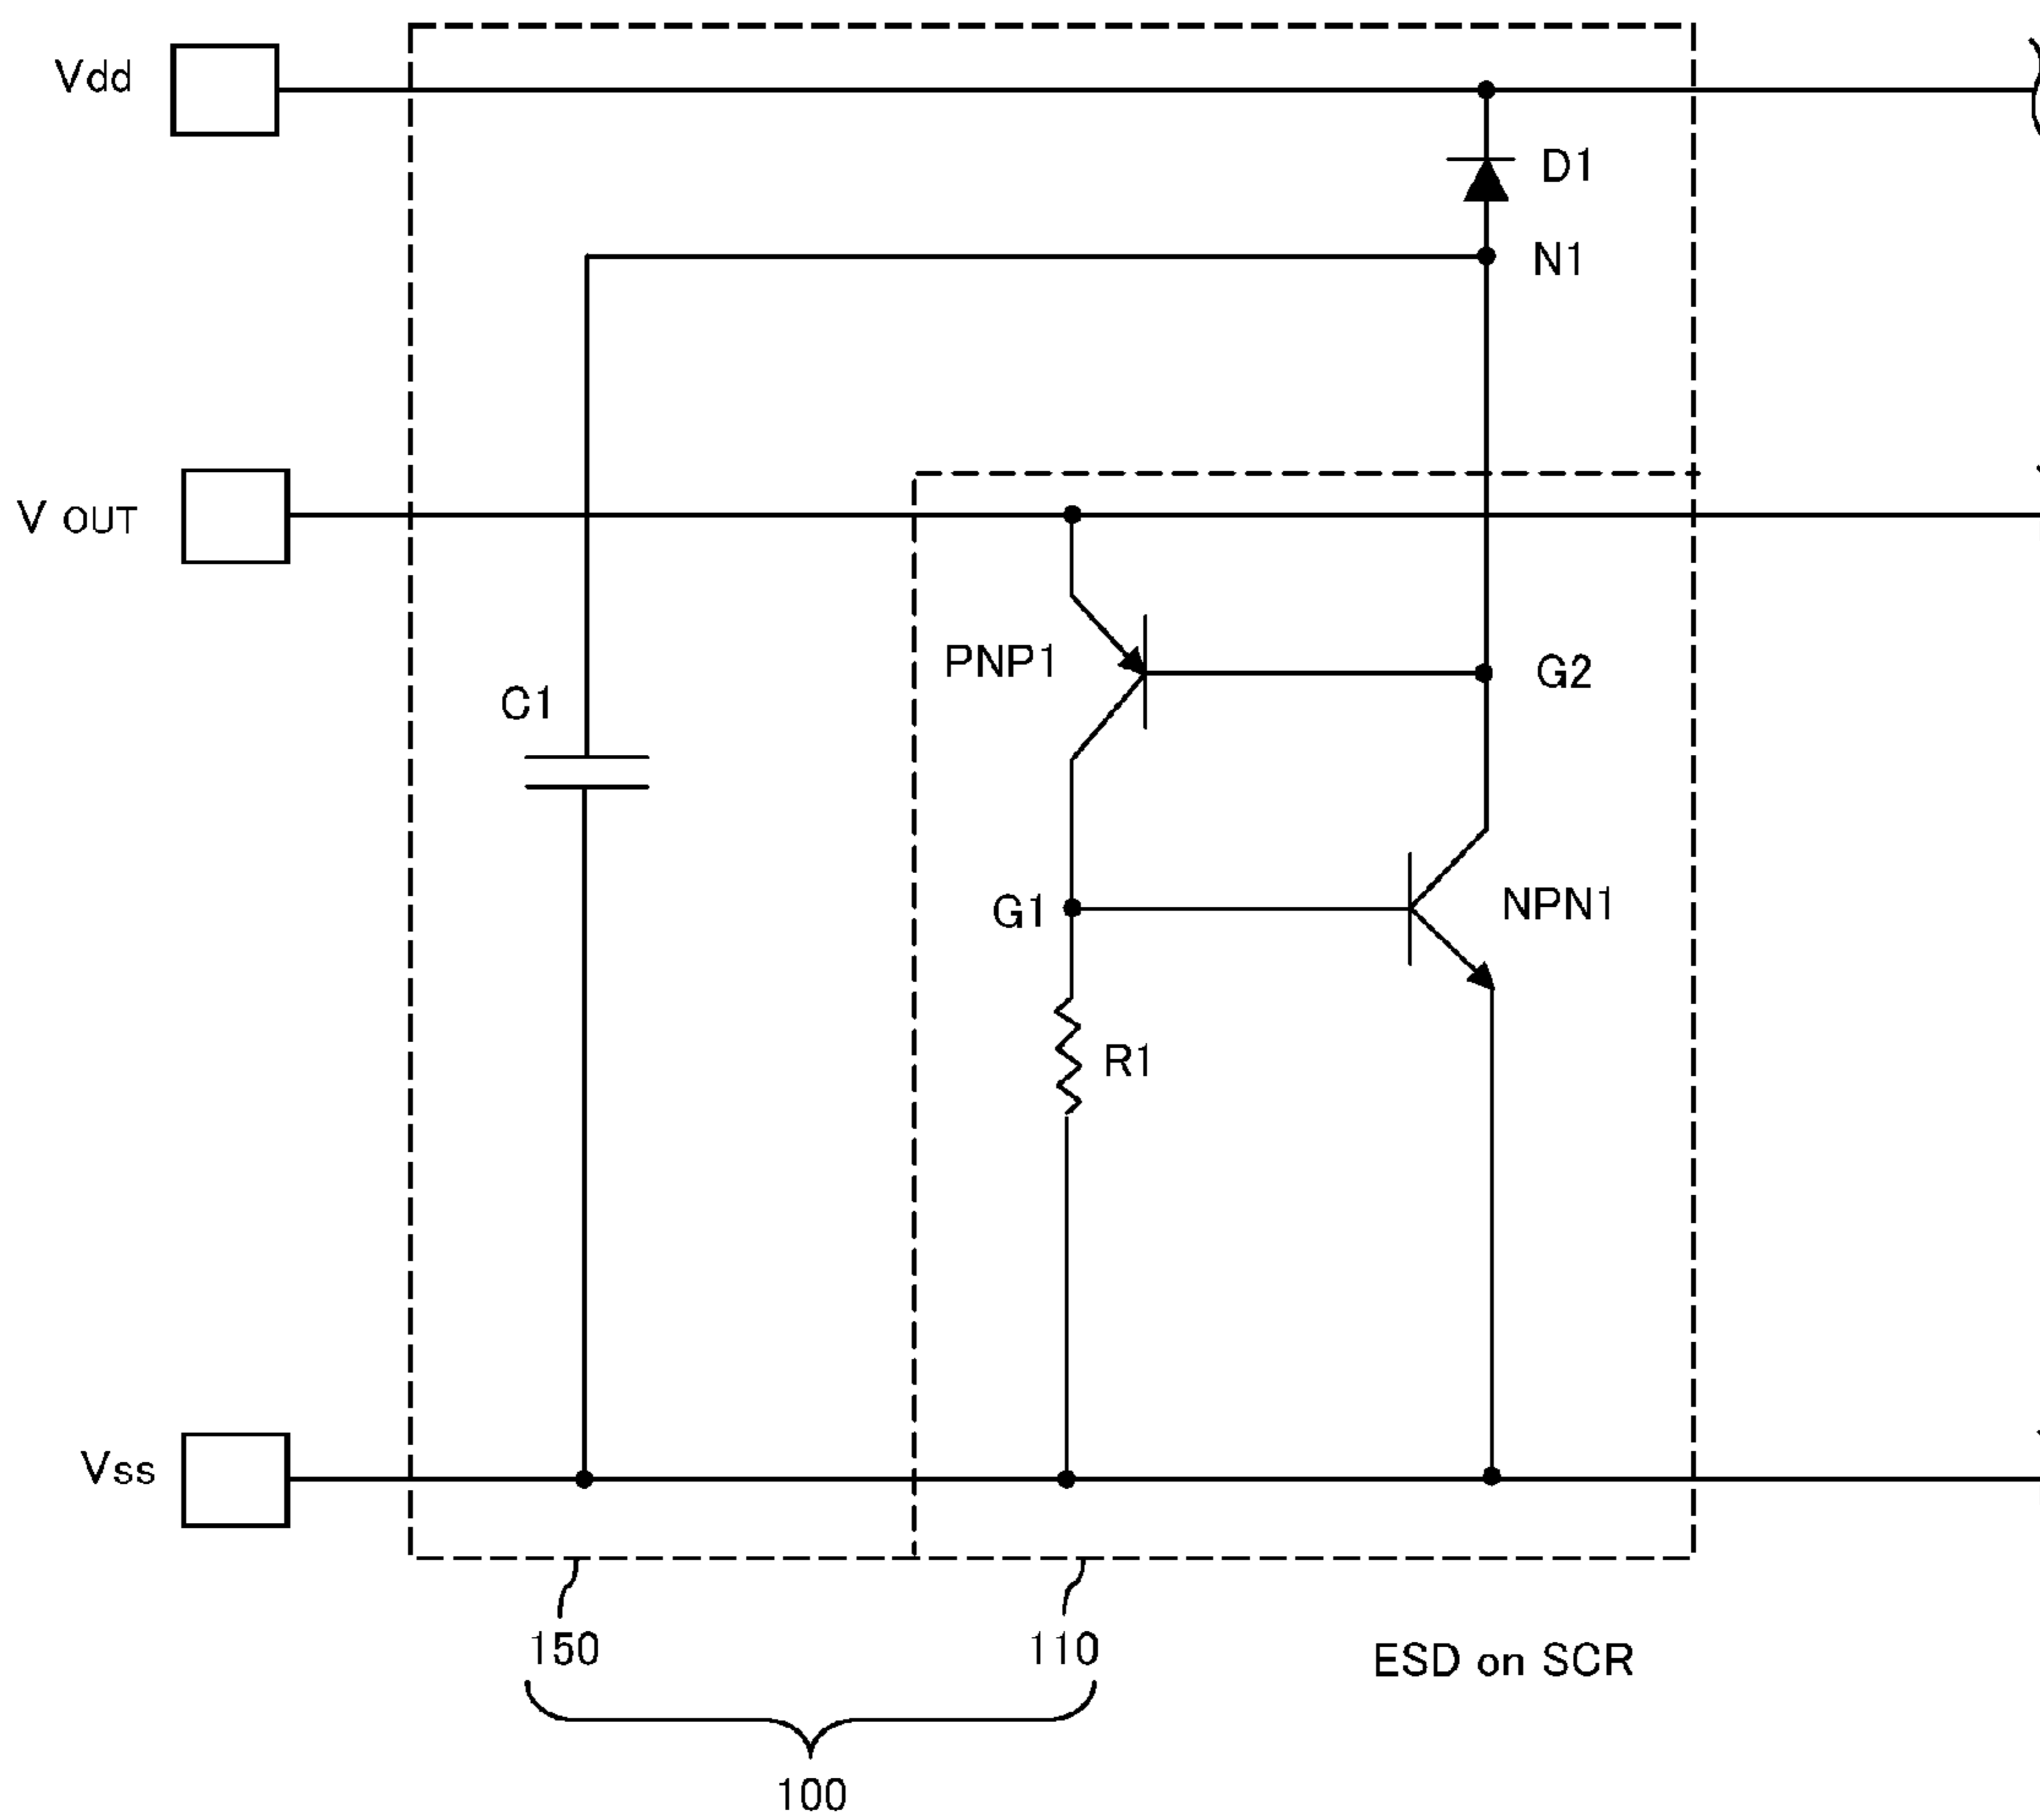 Vdd
D1
N1
V OUT
PNP1
G2
C1
G1
NPN1
R1
Vss
150
110
ESD on SCR
100